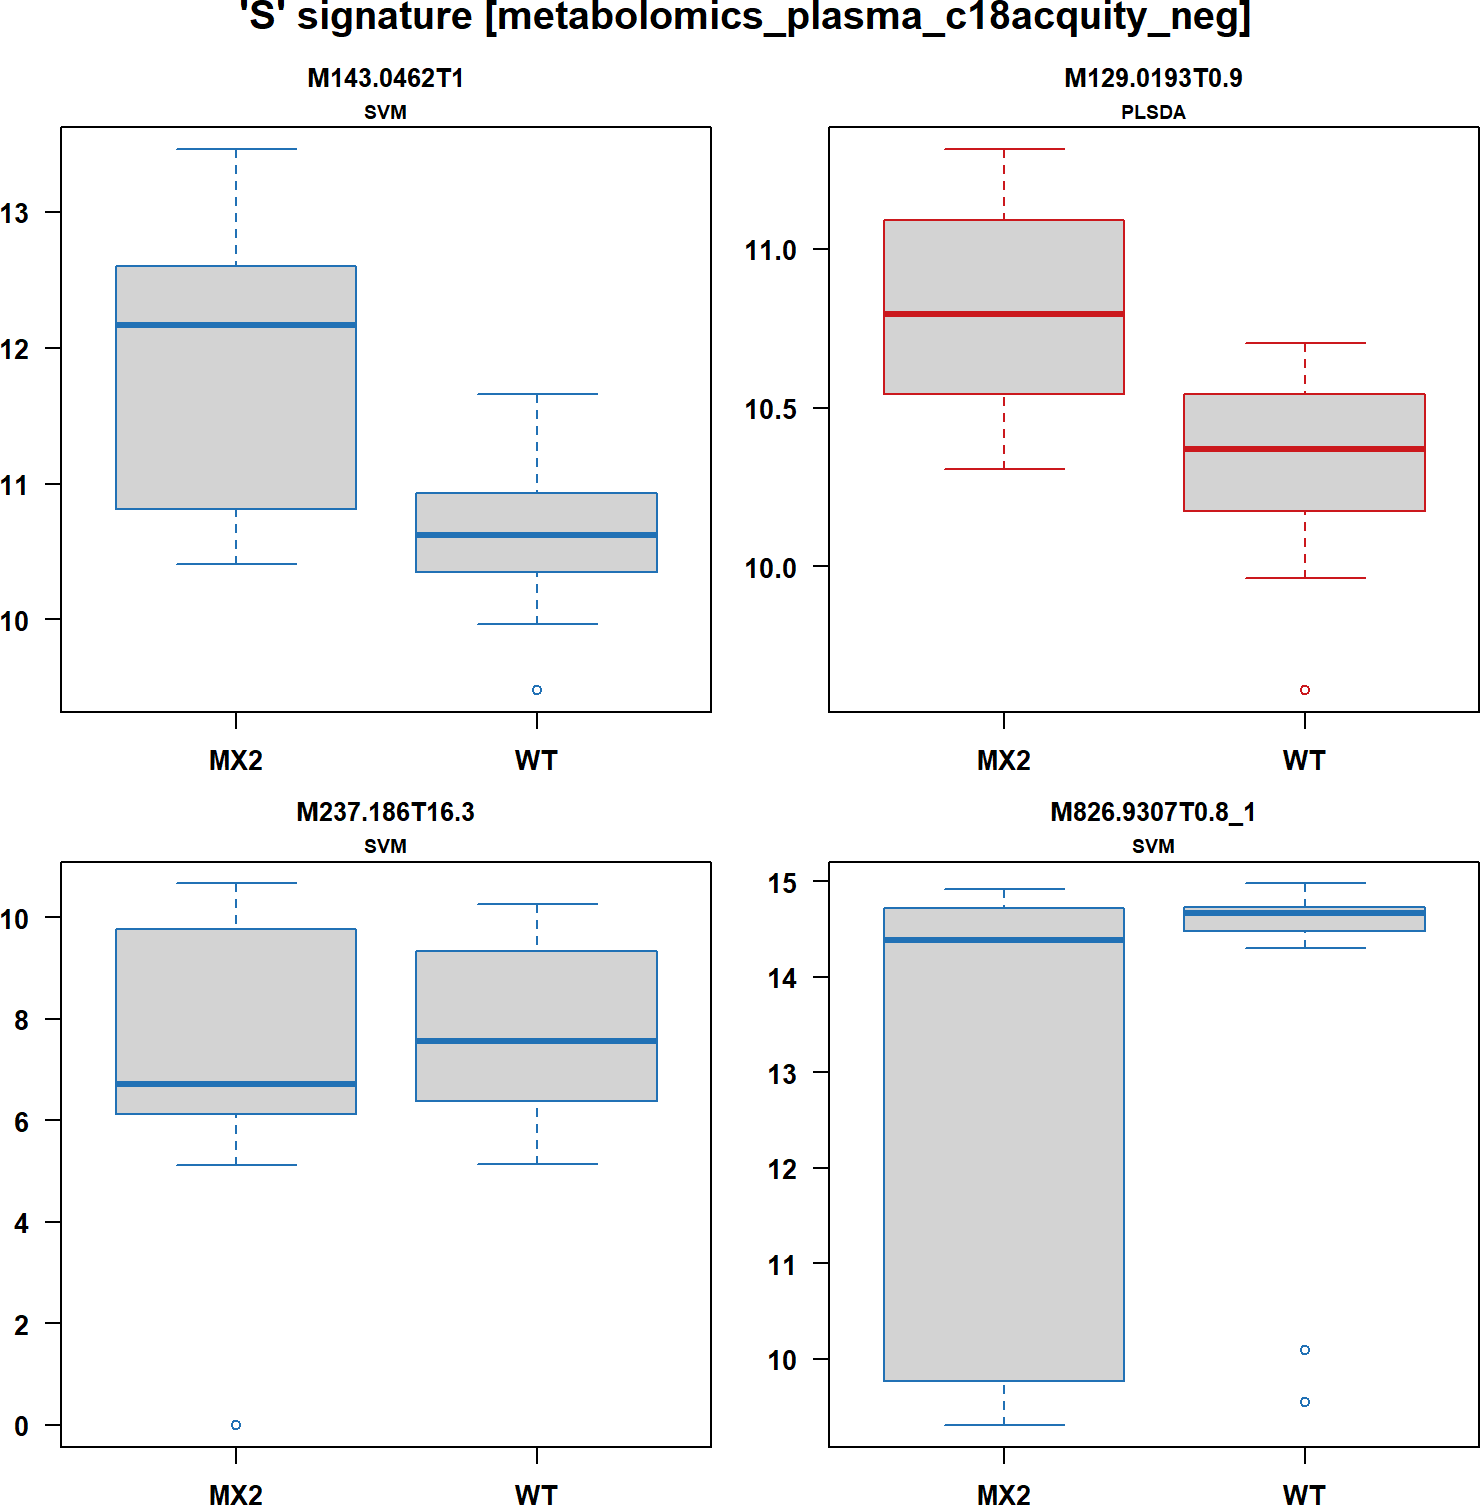 'S' signature [metabolomics_plasma_c18acquity_neg]
M143.0462T1
SVM
13
12
11
10
MX2 WT
M129.0193T0.9
PLSDA
11.0
10.5
10.0
MX2 WT
M237.186T16.3
SVM
10
8
6
4
2
0
MX2 WT
M826.9307T0.8_1
SVM
15
14
13
12
11
10
MX2 WT